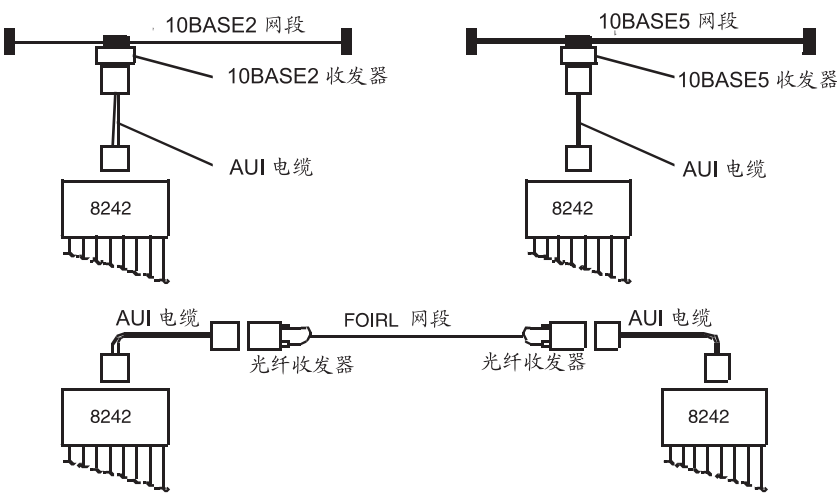 10BASE2 网段
10BASE5 网段
10BASE2 收发器
10BASE5 收发器
AUI 电缆
AUI 电缆
8242
8242
AUI 电缆
FOIRL 网段
AUI 电缆
光纤收发器
光纤收发器
8242
8242